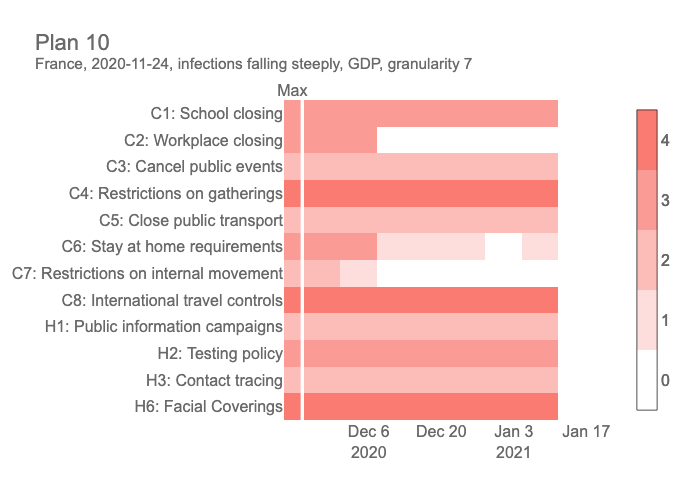 Plan 10
France, 2020-11-24, infections falling steeply, GDP, granularity 7
Max
C1: School closing
C2: Workplace closing
C3: Cancel public events
C4: Restrictions on gatherings
C5: Close public transport
C6: Stay at home requirements
C7: Restrictions on internal movement
C8: International travel controls
H1: Public information campaigns
H2: Testing policy
H3: Contact tracing
H6: Facial Coverings
Dec 6 Dec 20 Jan 3 Jan 17
2020 2021
4
3
2
1
0